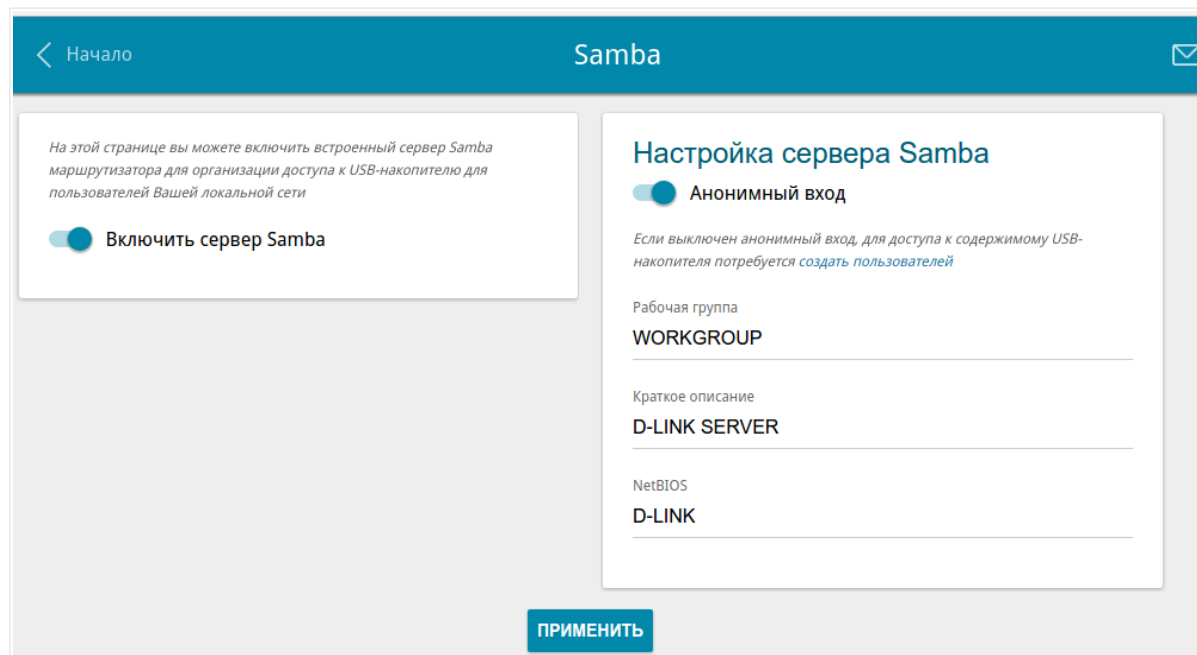 Начало
Samba
На этой странице вы можете включить встроенный сервер Samba
маршрутизатора для организации доступа к USB-накопителю для
пользователей Вашей локальной сети
Включить сервер Samba
Настройка сервера Samba
Анонимный вход
Если выключен анонимный вход, для доступа к содержимому USB-
накопителя потребуется создать пользователей
Рабочая группа
WORKGROUP
Краткое описание
D-LINK SERVER
NetBIOS
D-LINK
ПРИМЕНИТЬ